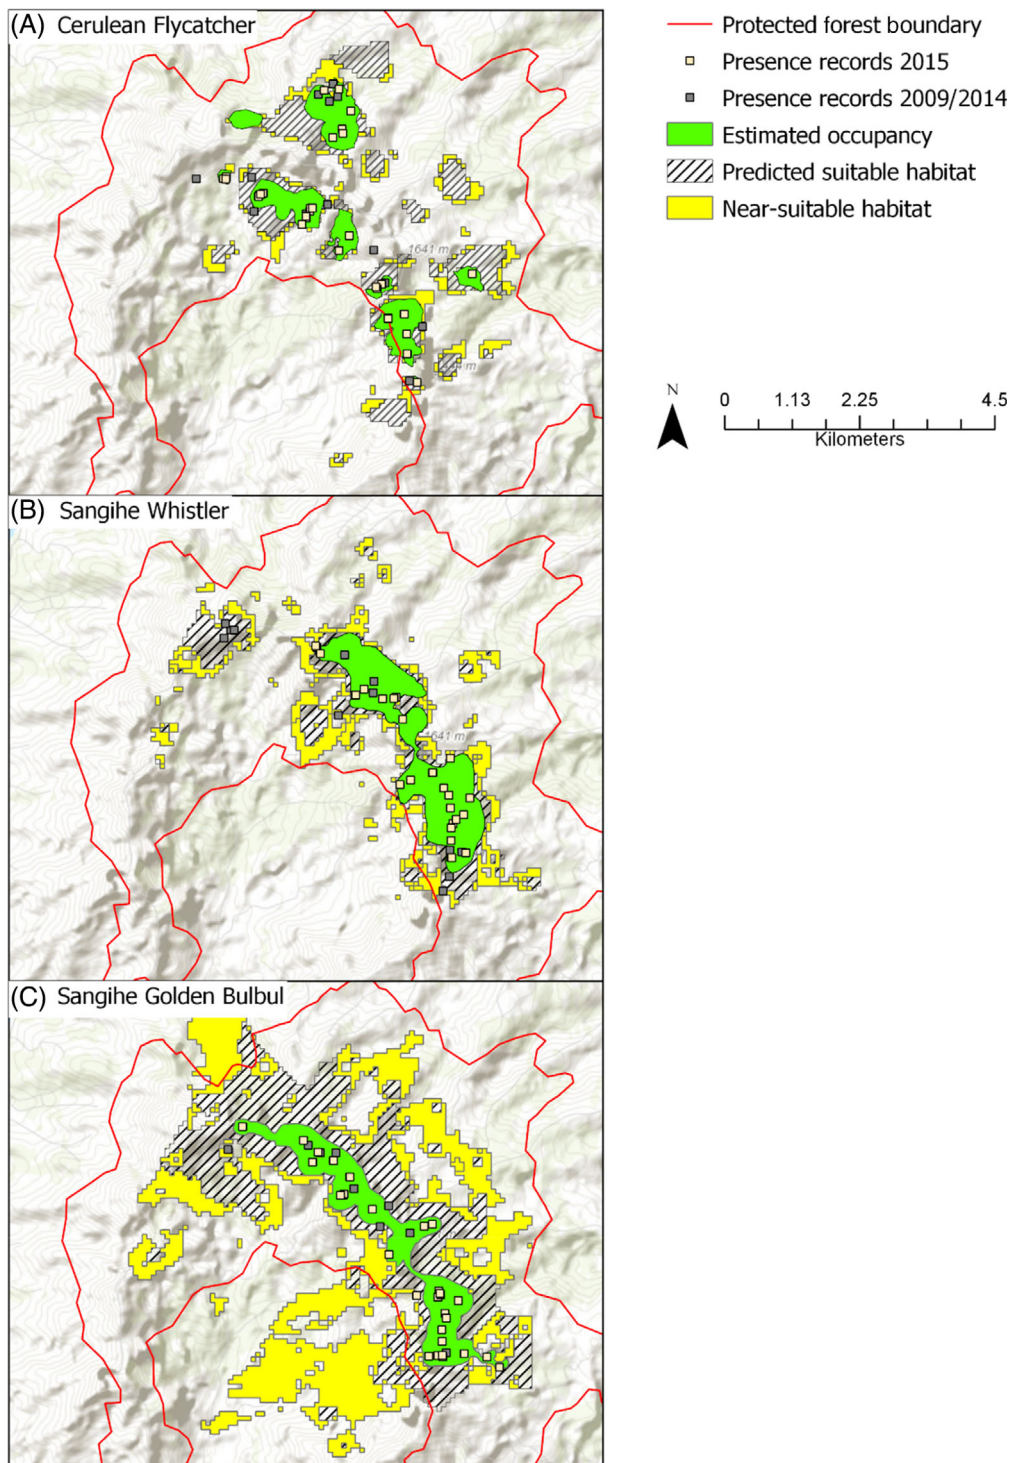 (A) Cerulean Flycatcher
1641 m
Protected forest boundary
Presence records 2015
Presence records 2009/2014
Estimated occupancy
Predicted suitable habitat
Near-suitable habitat
N
0 1.13 2.25 4.5
Kilometers
(B) Sangihe Whistler
1641 m
(C) Sangihe Golden Bulbul